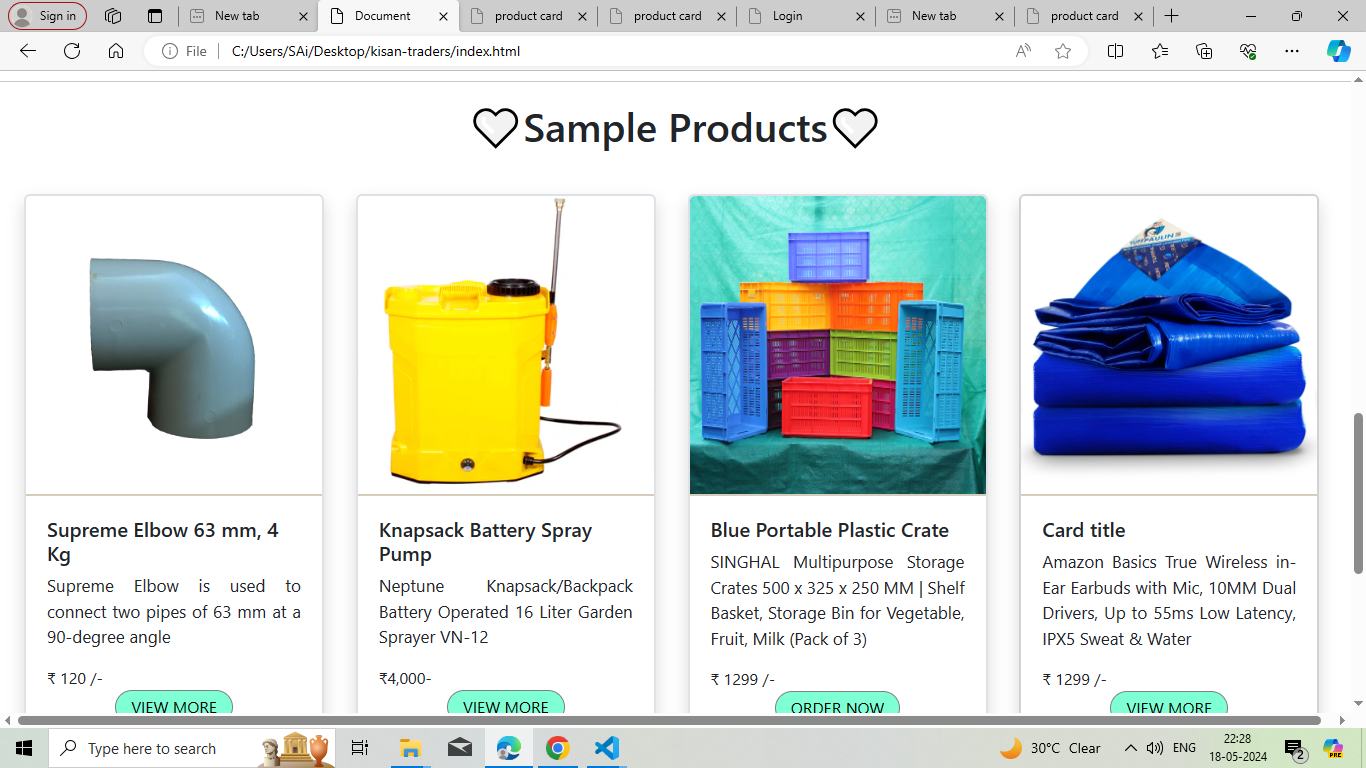 Sign in
New tab
Document
product card
product card
Login
New tab
product card
File
C:/Users/SAi/Desktop/kisan-traders/index.html
Sample Products
TUFFPAULIN
Supreme Elbow 63 mm, 4
Kg
Supreme Elbow is used to
connect two pipes of 63 mm at a
90-degree angle
₹ 120 /-
VIEW MORE
Knapsack Battery Spray
Pump
Neptune Knapsack/Backpack
Battery Operated 16 Liter Garden
Sprayer VN-12
₹4,000-
VIEW MORE
Blue Portable Plastic Crate
SINGHAL Multipurpose Storage
Crates 500 x 325 x 250 MM | Shelf
Basket, Storage Bin for Vegetable,
Fruit, Milk (Pack of 3)
₹ 1299 /-
ORDER NOW
Card title
Amazon Basics True Wireless in-
Ear Earbuds with Mic, 10MM Dual
Drivers, Up to 55ms Low Latency,
IPX5 Sweat & Water
₹ 1299 /-
VIEW MORE
Type here to search
30°C Clear
ENG
22:28
18-05-2024
2
PRE